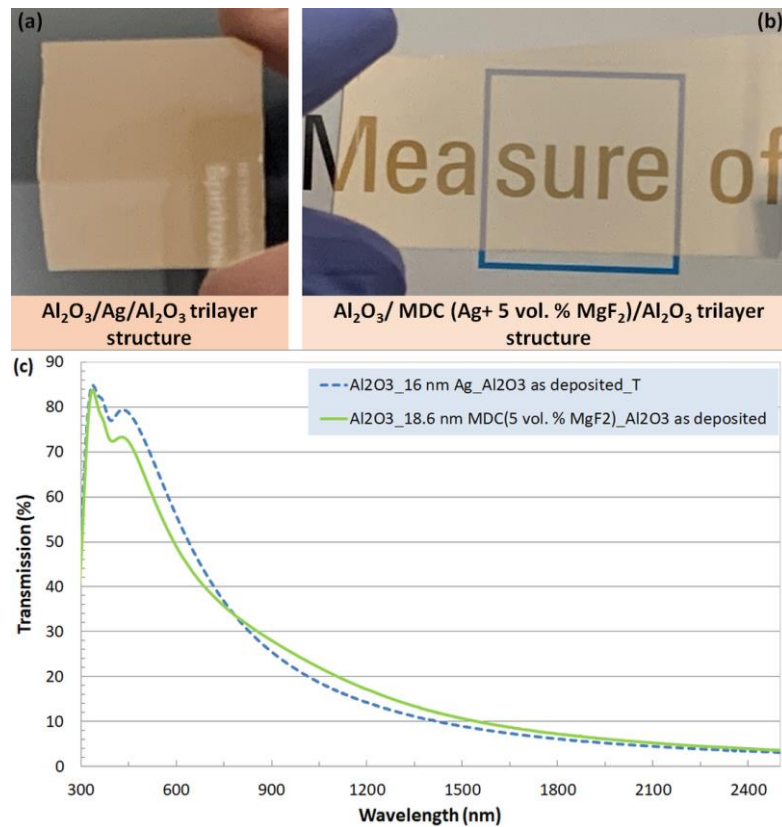 (a)
(b)
Measure of
Al₂O₃/Ag/Al₂O₃ trilayer
structure
Al₂O₃/ MDC (Ag+ 5 vol. % MgF₂)/Al₂O₃ trilayer
structure
(c)
90
80
70
60
50
40
30
20
10
0
Transmission (%)
Al2O3_16 nm Ag_Al2O3 as deposited_T
Al2O3_18.6 nm MDC(5 vol. % MgF2)_Al2O3 as deposited
300
600
900
1200
1500
1800
2100
2400
Wavelength (nm)